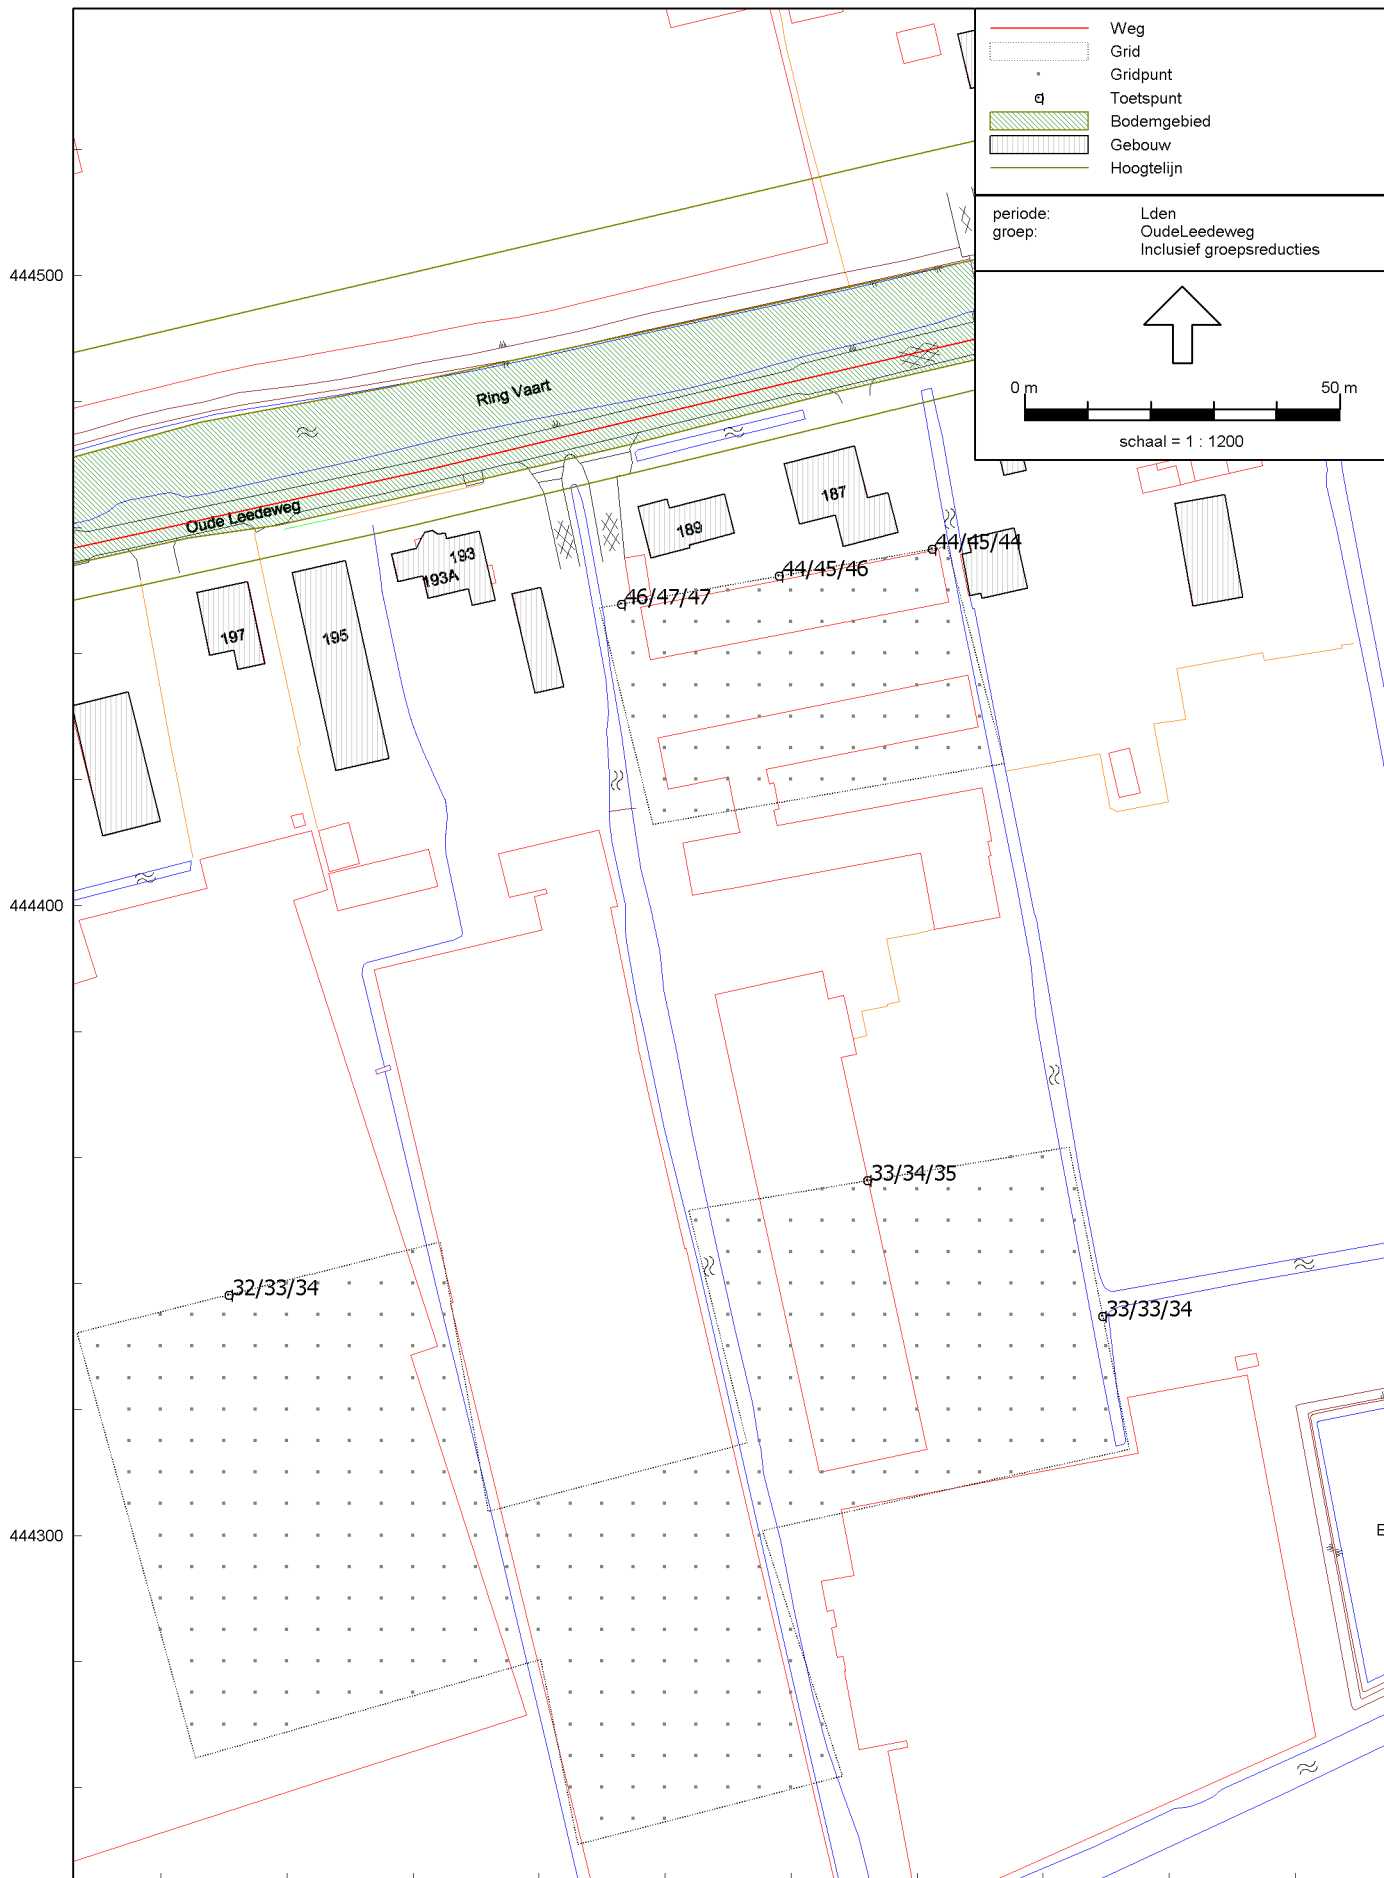 Weg
Grid
Gridpunt
Toetspunt
Bodemgebied
Gebouw
Hoogtelijn
periode: Lden
groep: OudeLeedeweg
Inclusief groepsreducties
444500
0 m 50 m
schaal = 1 : 1200
Ring Vaart
Oude Leedeweg
187
189
193
193A
195
197
44/45/44
44/45/46
46/47/47
444400
33/34/35
32/33/34
33/33/34
444300
E